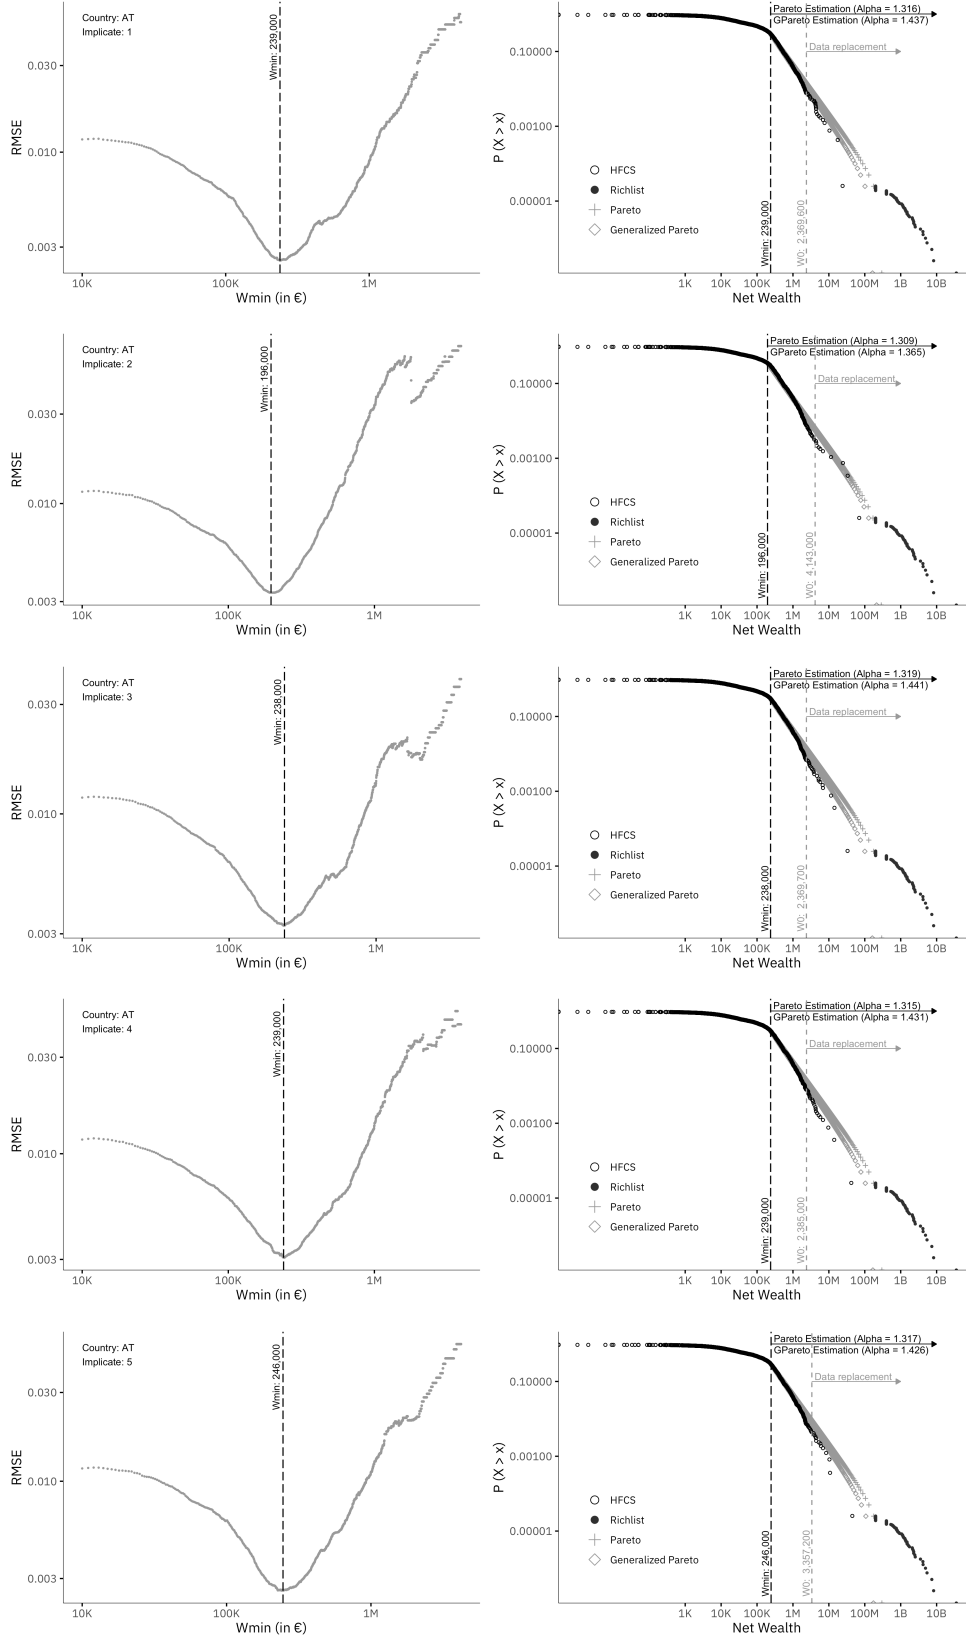 Country: AT
Implicate: 1
Wmin: 239,000
0.030
0.010
0.003
RMSE
10K 100K 1M
Wmin (in €)
Pareto Estimation (Alpha = 1.316)
GPareto Estimation (Alpha = 1.437)
Data replacement
0.10000
0.00100
0.00001
P (X > x)
HFCS
Richlist
Pareto
Generalized Pareto
Wmin: 239,000
W0: 2,369,600
1K 10K 100K 1M 10M 100M 1B 10B
Net Wealth
Country: AT
Implicate: 2
Wmin: 196,000
0.030
0.010
0.003
RMSE
10K 100K 1M
Wmin (in €)
Pareto Estimation (Alpha = 1.309)
GPareto Estimation (Alpha = 1.365)
Data replacement
0.10000
0.00100
0.00001
P (X > x)
HFCS
Richlist
Pareto
Generalized Pareto
Wmin: 196,000
W0: 4,143,000
1K 10K 100K 1M 10M 100M 1B 10B
Net Wealth
Country: AT
Implicate: 3
Wmin: 238,000
0.030
0.010
0.003
RMSE
10K 100K 1M
Wmin (in €)
Pareto Estimation (Alpha = 1.319)
GPareto Estimation (Alpha = 1.441)
Data replacement
0.10000
0.00100
0.00001
P (X > x)
HFCS
Richlist
Pareto
Generalized Pareto
Wmin: 238,000
W0: 2,369,700
1K 10K 100K 1M 10M 100M 1B 10B
Net Wealth
Country: AT
Implicate: 4
Wmin: 239,000
0.030
0.010
0.003
RMSE
10K 100K 1M
Wmin (in €)
Pareto Estimation (Alpha = 1.315)
GPareto Estimation (Alpha = 1.431)
Data replacement
0.10000
0.00100
0.00001
P (X > x)
HFCS
Richlist
Pareto
Generalized Pareto
Wmin: 239,000
W0: 2,385,000
1K 10K 100K 1M 10M 100M 1B 10B
Net Wealth
Country: AT
Implicate: 5
Wmin: 246,000
0.030
0.010
0.003
RMSE
10K 100K 1M
Wmin (in €)
Pareto Estimation (Alpha = 1.317)
GPareto Estimation (Alpha = 1.426)
Data replacement
0.10000
0.00100
0.00001
P (X > x)
HFCS
Richlist
Pareto
Generalized Pareto
Wmin: 246,000
W0: 3,357,200
1K 10K 100K 1M 10M 100M 1B 10B
Net Wealth